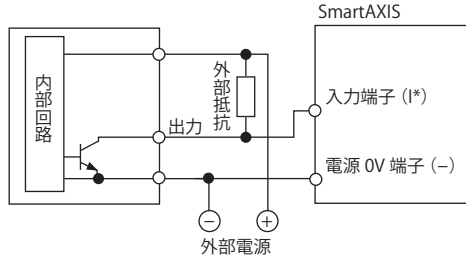 SmartAXIS
内部回路
外部抵抗
出力
入力端子 (I*)
電源 0V 端子 (−)
− +
外部電源